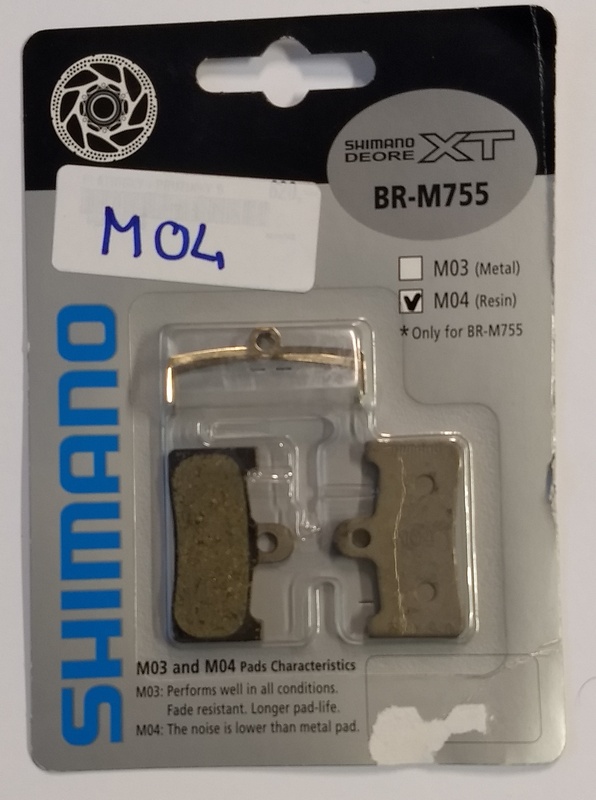 SHIMANO
DEORE XT
BR-M755
M04
M03 (Metal)
M04 (Resin)
*Only for BR-M755
SHIMANO
M03 and M04 Pads Characteristics
M03: Performs well in all conditions.
Fade resistant. Longer pad-life.
M04: The noise is lower than metal pad.